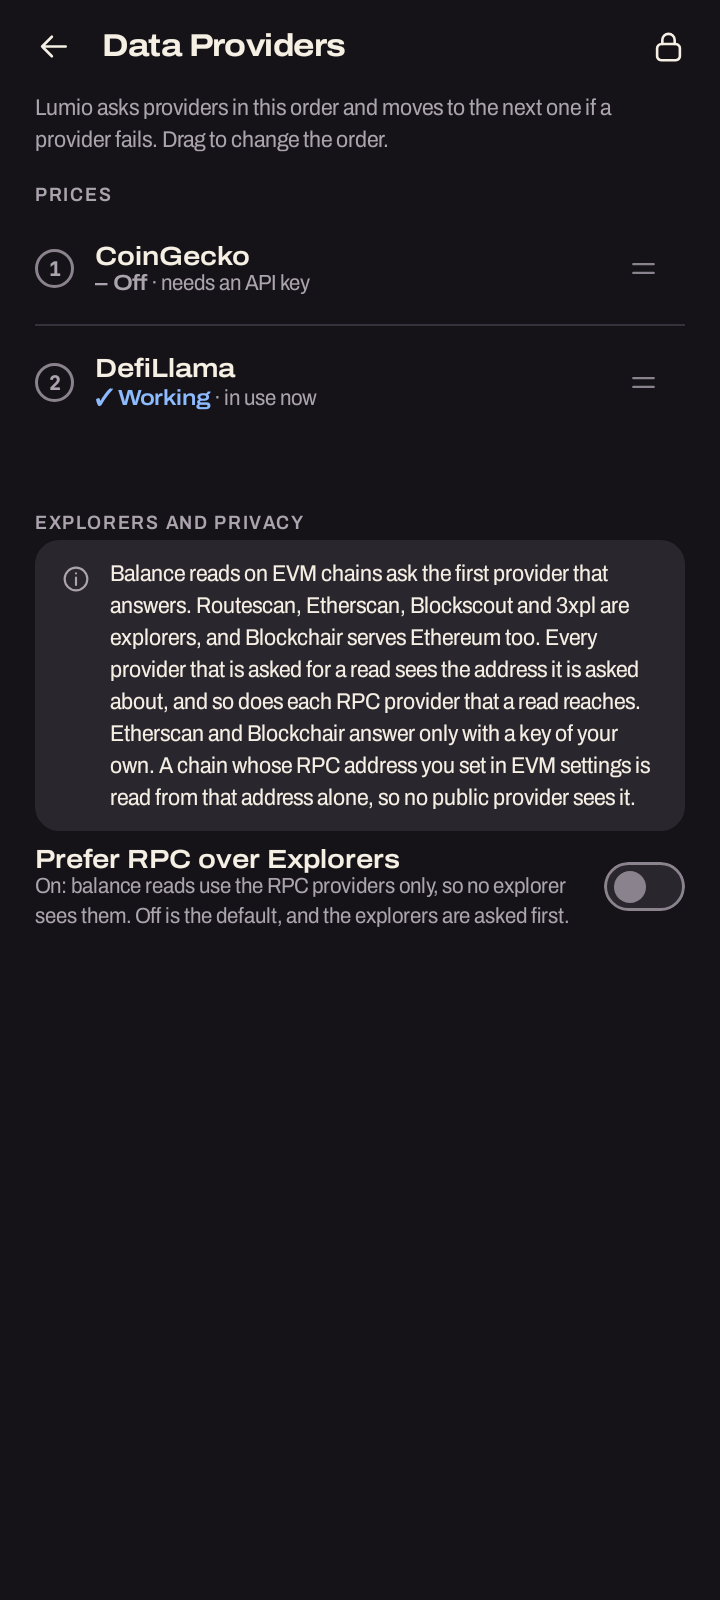 Data Providers
Lumio asks providers in this order and moves to the next one if a
provider fails. Drag to change the order.
PRICES
1
CoinGecko
– Off · needs an API key
2
DefiLlama
✓ Working · in use now
EXPLORERS AND PRIVACY
Balance reads on EVM chains ask the first provider that
answers. Routescan, Etherscan, Blockscout and 3xpl are
explorers, and Blockchair serves Ethereum too. Every
provider that is asked for a read sees the address it is asked
about, and so does each RPC provider that a read reaches.
Etherscan and Blockchair answer only with a key of your
own. A chain whose RPC address you set in EVM settings is
read from that address alone, so no public provider sees it.
Prefer RPC over Explorers
On: balance reads use the RPC providers only, so no explorer
sees them. Off is the default, and the explorers are asked first.